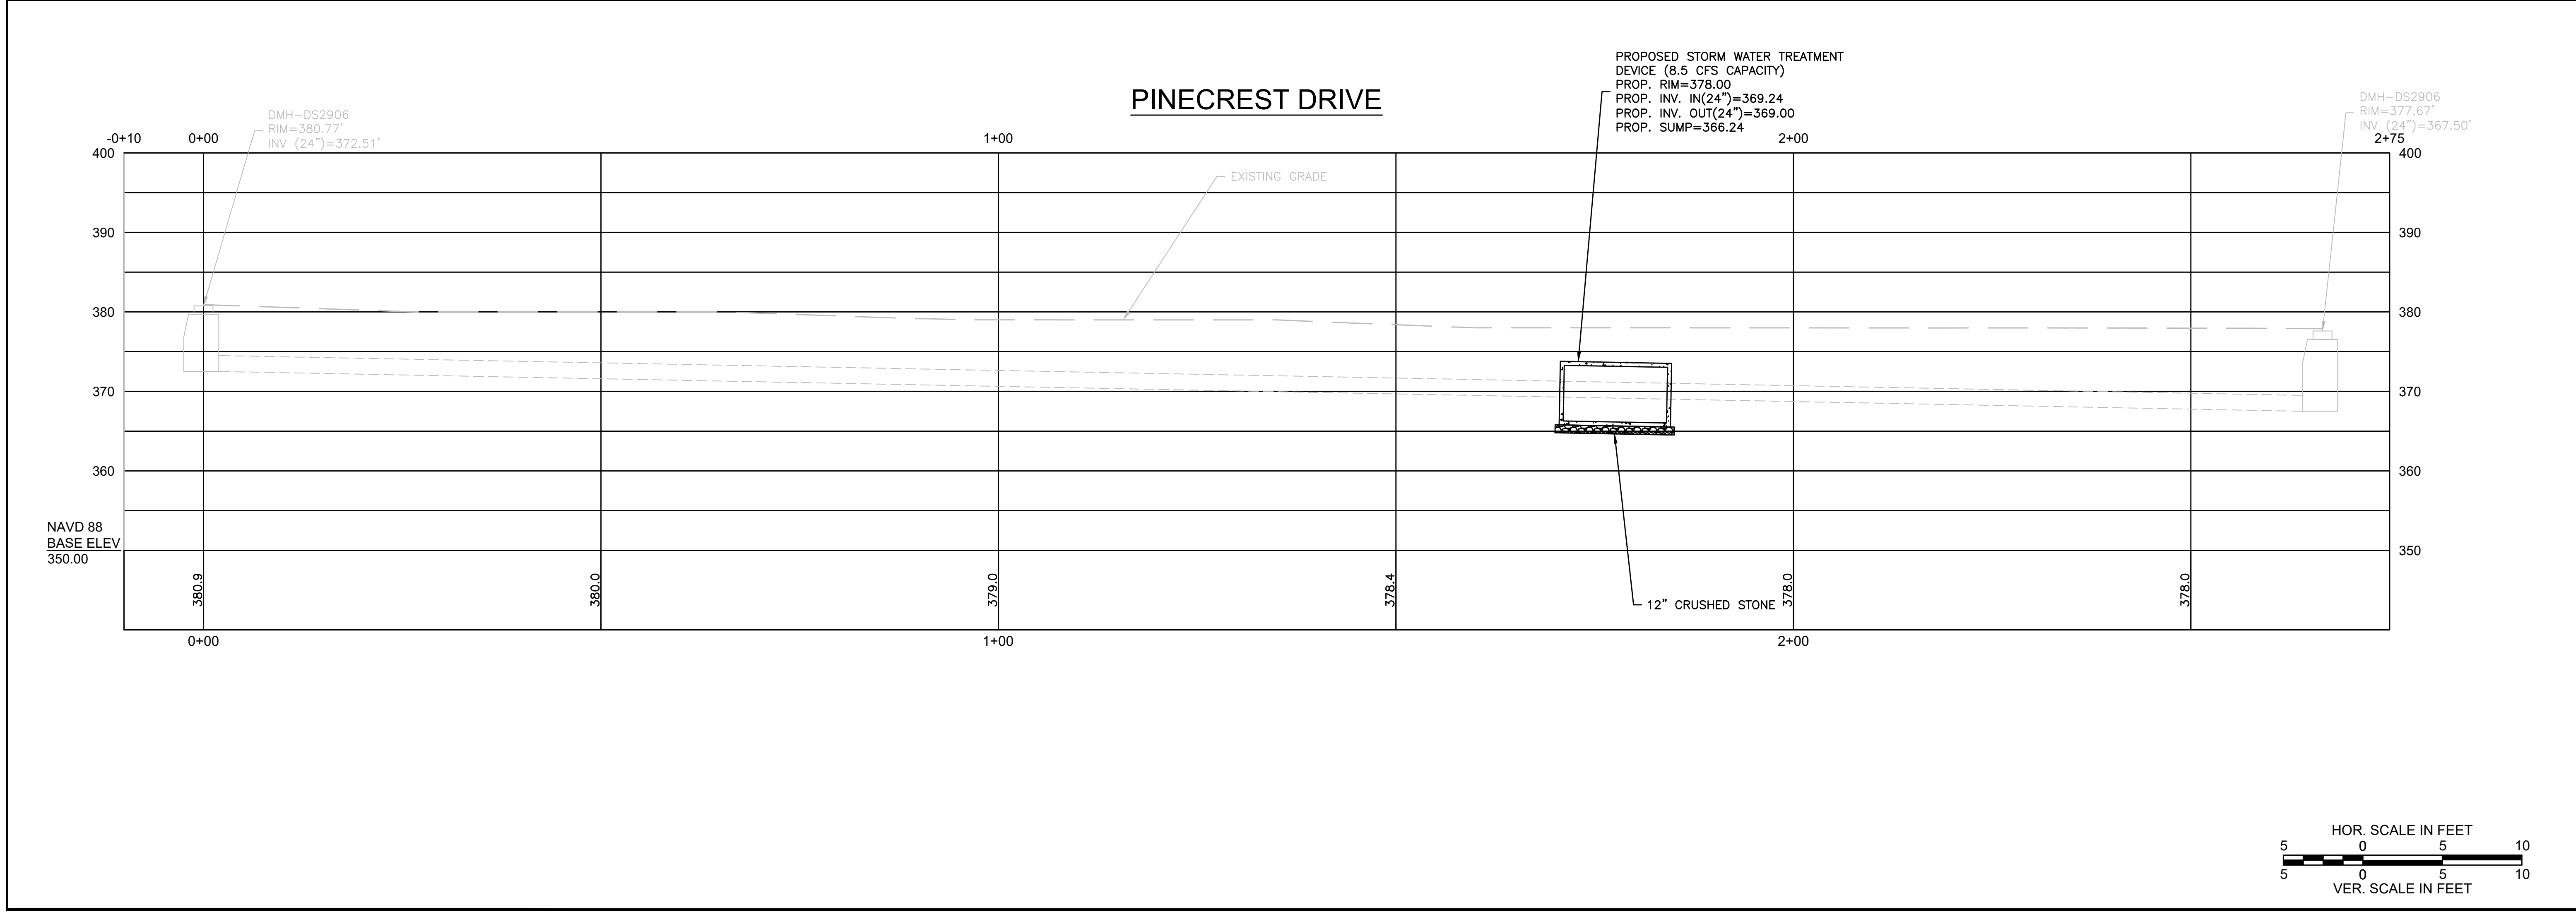 PROPOSED STORM WATER TREATMENT
DEVICE (8.5 CFS CAPACITY)
PROP. RIM=378.00
PROP. INV. IN(24")=369.24
PROP. INV. OUT(24")=369.00
PROP. SUMP=366.24
PINECREST DRIVE
DMH-DS2906
RIM=380.77'
INV (24")=372.51'
DMH-DS2906
RIM=377.67'
INV (24")=367.50'
-0+10 0+00 1+00 2+00 2+75
400 400
EXISTING GRADE
390 390
380 380
370 370
360 360
NAVD 88
BASE ELEV
350.00
350
380.9 380.0 379.0 378.4 378.0 378.0
12" CRUSHED STONE
0+00 1+00 2+00
HOR. SCALE IN FEET
5 0 5 10
5 0 5 10
VER. SCALE IN FEET